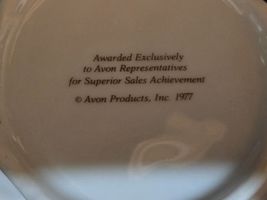 Awarded Exclusively
to Avon Representatives
for Superior Sales Achievement
© Avon Products, Inc. 1977